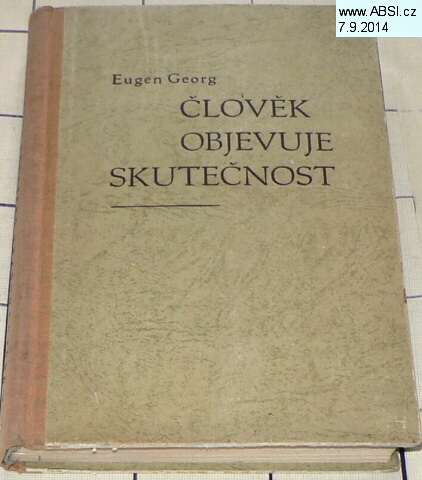 www.ABSI.cz
7.9.2014
Eugen Georg
ČLOVĚK
OBJEVUJE
SKUTEČNOST